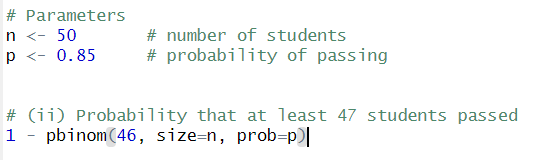 # Parameters
n <- 50        # number of students
p <- 0.85      # probability of passing
# (ii) Probability that at least 47 students passed
1 - pbinom(46, size=n, prob=p)